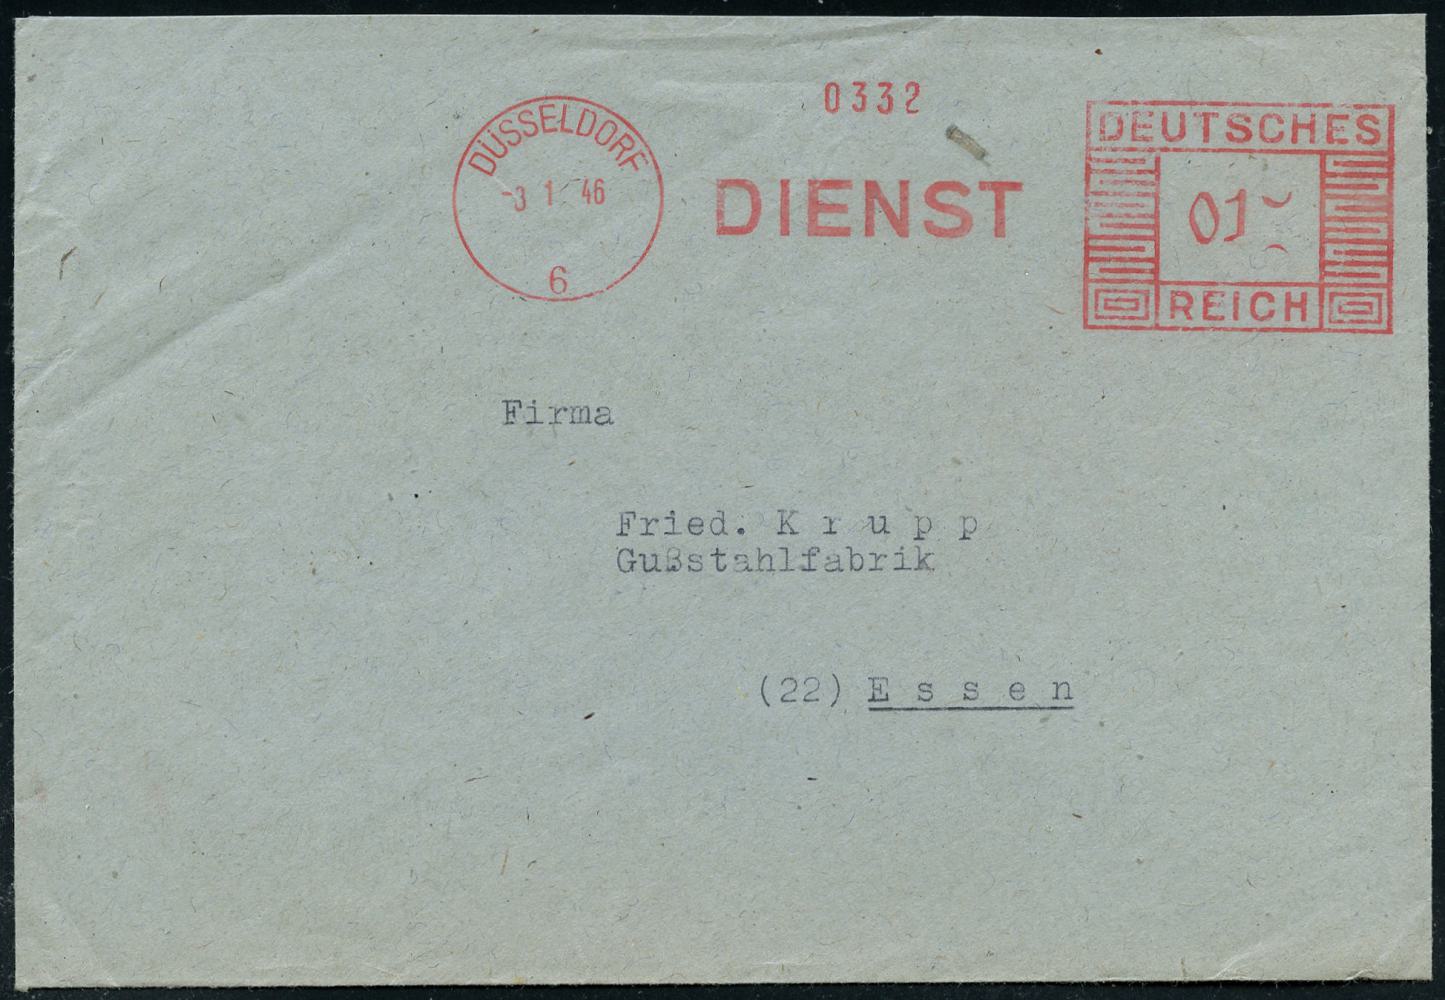 0332
DÜSSELDORF
-3 1 46
6
DIENST
DEUTSCHES
REICH
Firma
Fried. K r u p p
Gußstahlfabrik
(22) E s s e n